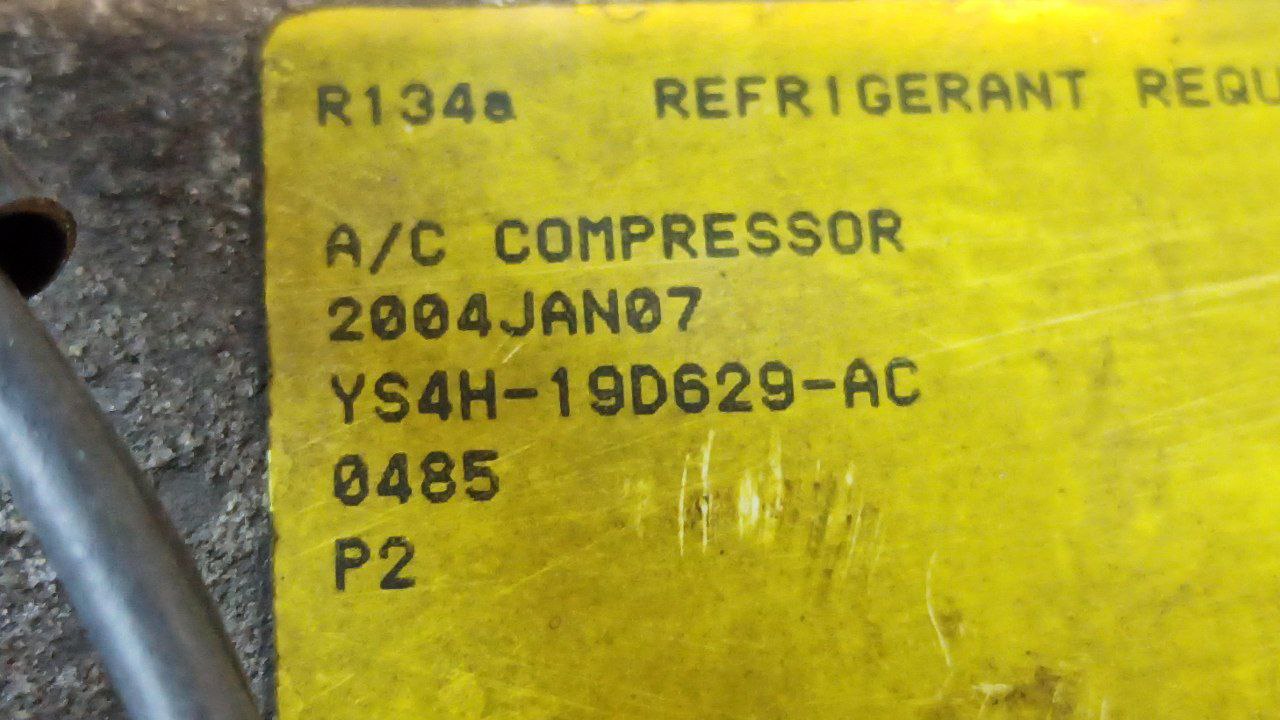 R134a REFRIGERANT
A/C COMPRESSOR
2004JAN07
YS4H-19D629-AC
0485
P2